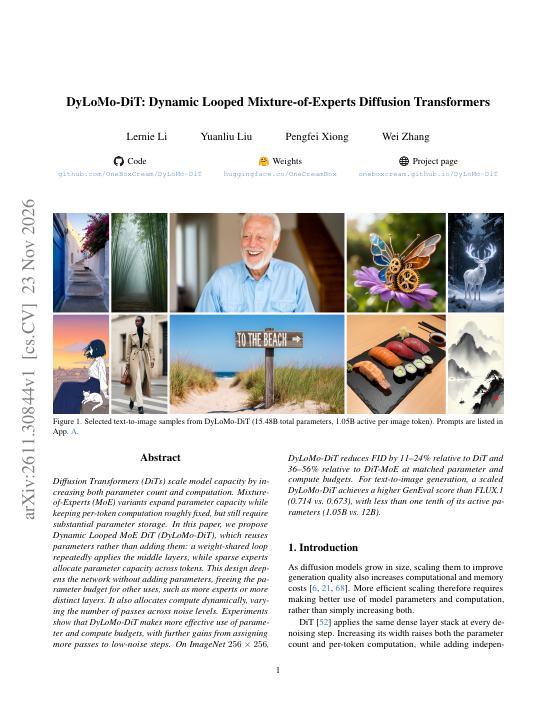 DyLoMo-DiT: Dynamic Looped Mixture-of-Experts Diffusion Transformers
Lernie Li Yuanliu Liu Pengfei Xiong Wei Zhang
Code Weights Project page
github.com/OneBoxCream/DyLoMo-DiT huggingface.co/OneCreamBox oneboxcream.github.io/DyLoMo-DiT
arXiv:2611.30844v1 [cs.CV] 23 Nov 2026
TO THE BEACH
Figure 1. Selected text-to-image samples from DyLoMo-DiT (15.48B total parameters, 1.05B active per image token). Prompts are listed in
App. A.
Abstract
Diffusion Transformers (DiTs) scale model capacity by in-
creasing both parameter count and computation. Mixture-
of-Experts (MoE) variants expand parameter capacity while
keeping per-token computation roughly fixed, but still require
substantial parameter storage. In this paper, we propose
Dynamic Looped MoE DiT (DyLoMo-DiT), which reuses
parameters rather than adding them: a weight-shared loop
repeatedly applies the middle layers, while sparse experts
allocate parameter capacity across tokens. This design deep-
ens the network without adding parameters, freeing the pa-
rameter budget for other uses, such as more experts or more
distinct layers. It also allocates compute dynamically, vary-
ing the number of passes across noise levels. Experiments
show that DyLoMo-DiT makes more effective use of parame-
ter and compute budgets, with further gains from assigning
more passes to low-noise steps. On ImageNet 256 × 256,
DyLoMo-DiT reduces FID by 11–24% relative to DiT and
36–56% relative to DiT-MoE at matched parameter and
compute budgets. For text-to-image generation, a scaled
DyLoMo-DiT achieves a higher GenEval score than FLUX.1
(0.714 vs. 0.673), with less than one tenth of its active pa-
rameters (1.05B vs. 12B).
1. Introduction
As diffusion models grow in size, scaling them to improve
generation quality also increases computational and memory
costs [6, 21, 68]. More efficient scaling therefore requires
making better use of model parameters and computation,
rather than simply increasing both.
DiT [52] applies the same dense layer stack at every de-
noising step. Increasing its width raises both the parameter
count and per-token computation, while adding indepen-
1